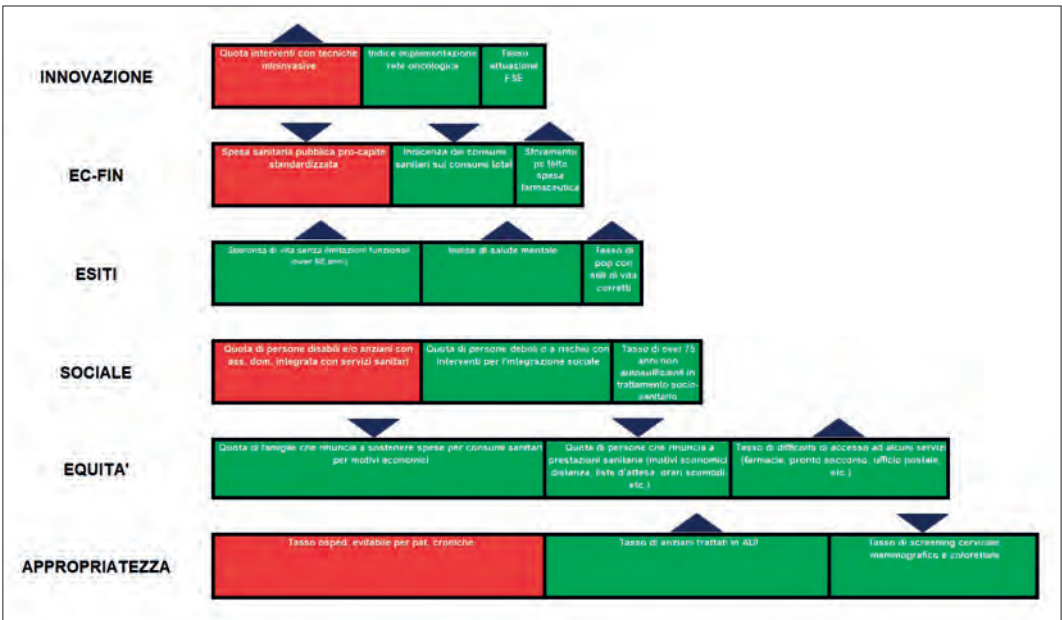 Quota interventi con tecniche
mininvasive
Indice implementazione
rete oncologica
Tasso
attuazione
FSE
INNOVAZIONE
Spesa sanitaria pubblica pro-capite
standardizzata
Incidenza dei consumi
sanitari sui consumi totali
Sforamento
spesa
farmaceutica
EC-FIN
Speranza di vita senza limitazioni funzionali
Indice di salute mentale
Tasso di
pop con
stili di vita
corretti
ESITI
Quota di persone disabili e/o anziani con
ass. dom. integrata con servizi sanitari
Quota di persone deboli o a rischio con
interventi per l'integrazione sociale
Tasso di over 75
anni non
autosufficienti in
trattamento socio-
sanitario
SOCIALE
Quota di famiglie che rinuncia a sostenere spese per consumi sanitari
per motivi economici
Quota di persone che rinuncia a
prestazioni sanitarie (motivi economici
distanza, liste d'attesa, orari scomodi,
etc.)
Tasso di difficoltà di accesso ad alcuni servizi
(farmacie, pronto soccorso, ufficio postale,
etc.)
EQUITA'
Tasso osped. evitabile per pat. croniche
Tasso di anziani trattati in ADI
Tasso di screening cervicale
mammografico e colorettale
APPROPRIATEZZA